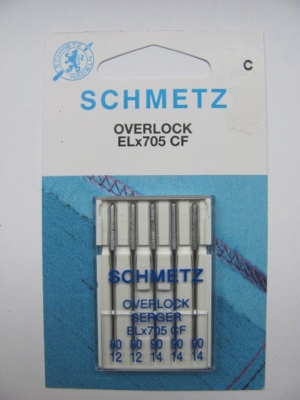 C
SCHMETZ
OVERLOCK
ELx705 CF
SCHMETZ
OVERLOCK
SERGER
ELx705 CF
80 80 90 90 90
12 12 14 14 14